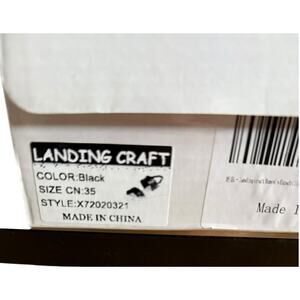 LANDING CRAFT
COLOR:Black
SIZE CN:35
STYLE:X72020321
MADE IN CHINA
Made